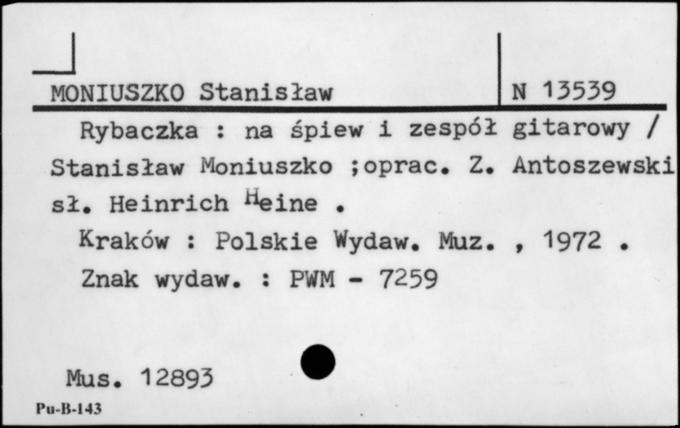 MONIUSZKO Stanisław N 13539
Rybaczka : na śpiew i zespół gitarowy /
Stanisław Moniuszko ;oprac. Z. Antoszewski
sł. Heinrich Heine .
Kraków : Polskie Wydaw. Muz. , 1972 .
Znak wydaw. : PWM - 7259
Mus. 12893
Pu-B-143